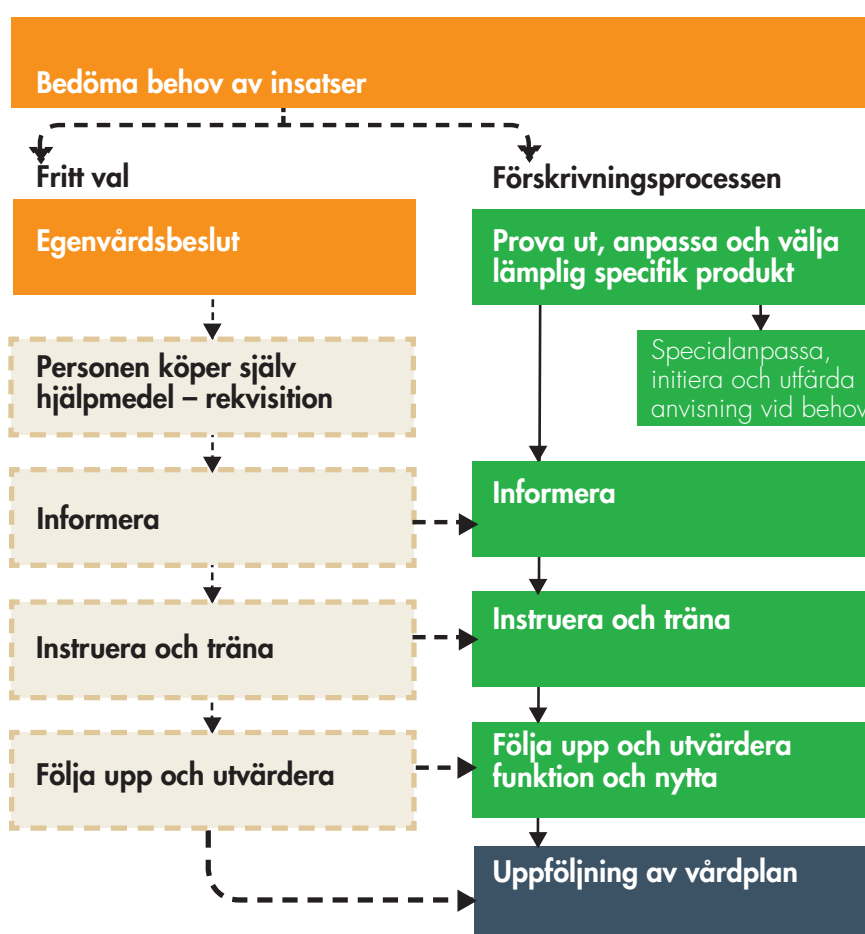 Bedöma behov av insatser
Fritt val
Egenvårdsbeslut
Personen köper själv
hjälpmedel – rekvisition
Informera
Instruera och träna
Följa upp och utvärdera
Förskrivningsprocessen
Prova ut, anpassa och välja
lämplig specifik produkt
Specialanpassa,
initiera och utfärda
anvisning vid behov
Informera
Instruera och träna
Följa upp och utvärdera
funktion och nytta
Uppföljning av vårdplan